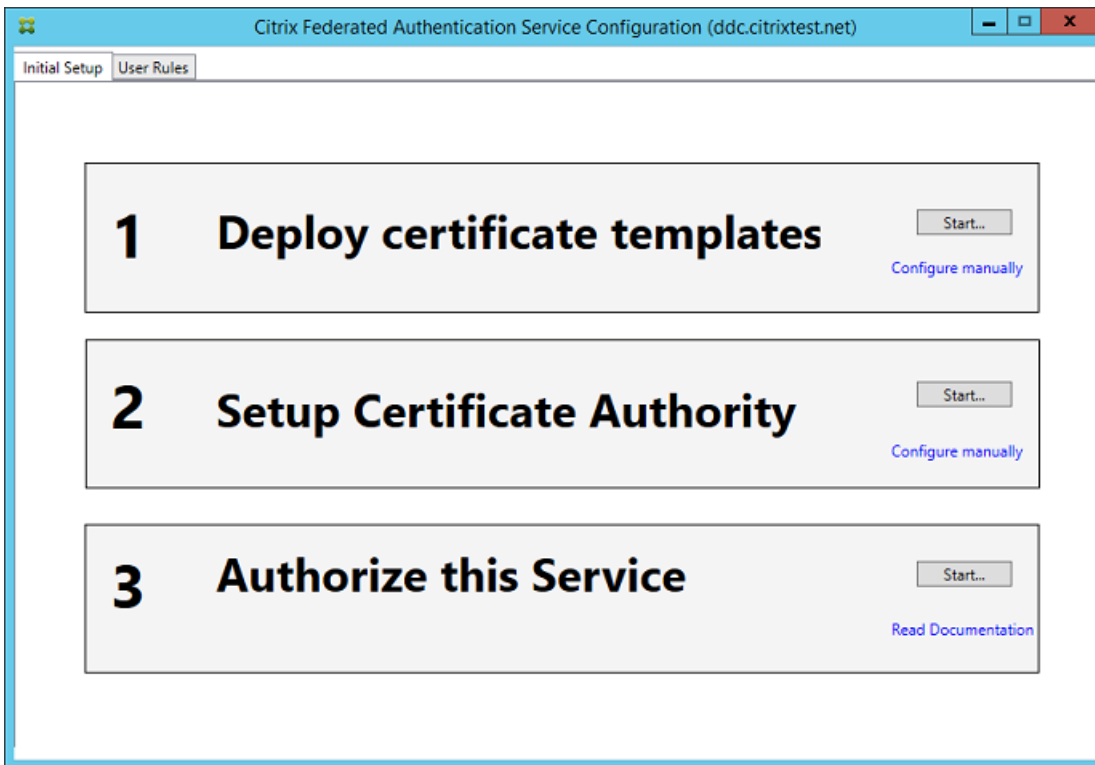 Citrix Federated Authentication Service Configuration (ddc.citrixtest.net)
Initial Setup User Rules
1 Deploy certificate templates
Start...
Configure manually
2 Setup Certificate Authority
Start...
Configure manually
3 Authorize this Service
Start...
Read Documentation